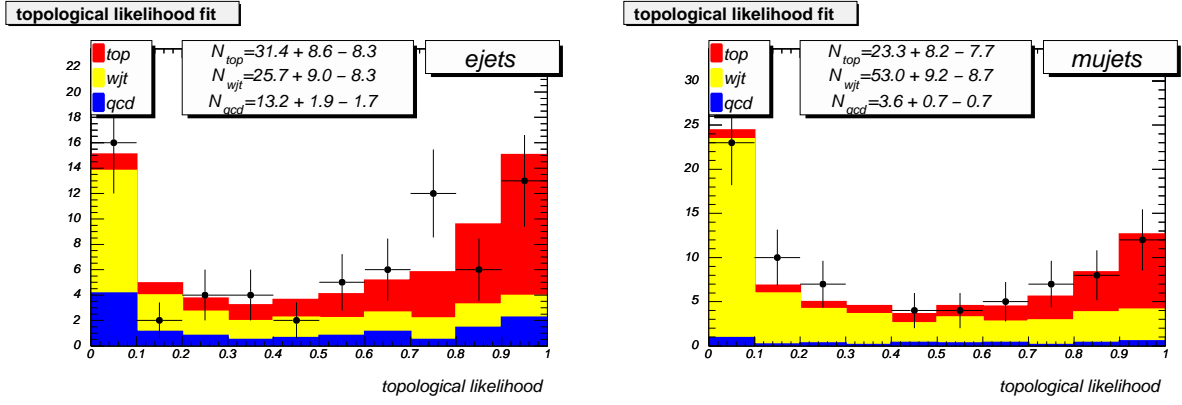 topological likelihood fit
top
wjt
qcd
N_top=31.4 + 8.6 − 8.3
N_wjt=25.7 + 9.0 − 8.3
N_qcd=13.2 + 1.9 − 1.7
ejets
22
20
18
16
14
12
10
8
6
4
2
0
0 0.1 0.2 0.3 0.4 0.5 0.6 0.7 0.8 0.9 1
topological likelihood
topological likelihood fit
top
wjt
qcd
N_top=23.3 + 8.2 − 7.7
N_wjt=53.0 + 9.2 − 8.7
N_qcd=3.6 + 0.7 − 0.7
mujets
30
25
20
15
10
5
0
0 0.1 0.2 0.3 0.4 0.5 0.6 0.7 0.8 0.9 1
topological likelihood